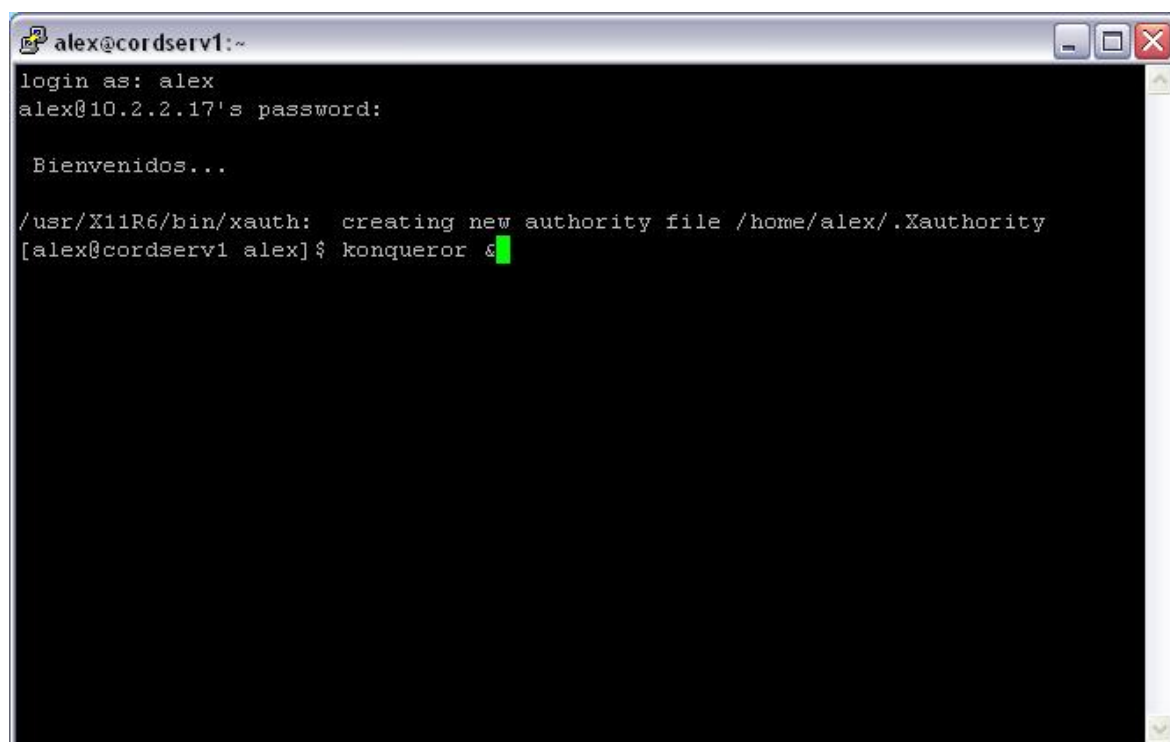 alex@cordserv1:~
login as: alex
alex@10.2.2.17's password:
Bienvenidos...
/usr/X11R6/bin/xauth:  creating new authority file /home/alex/.Xauthority
[alex@cordserv1 alex]$ konqueror &